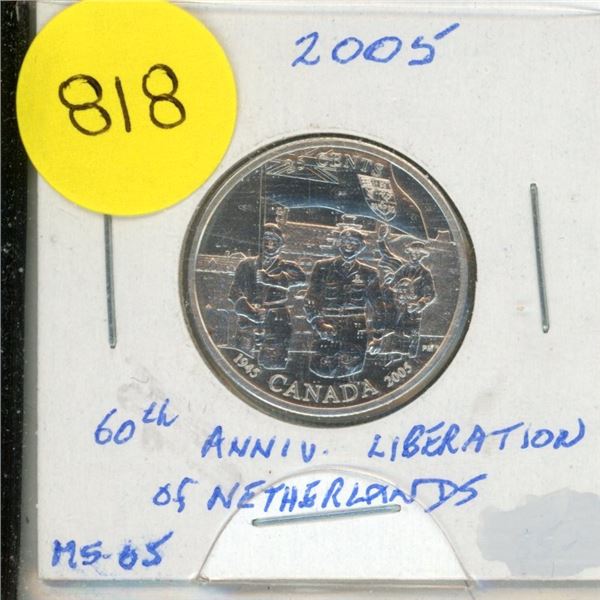 818
2005
25 CENTS
1945 CANADA 2005
60th ANNIV. LIBERATION
of NETHERLANDS
MS-65